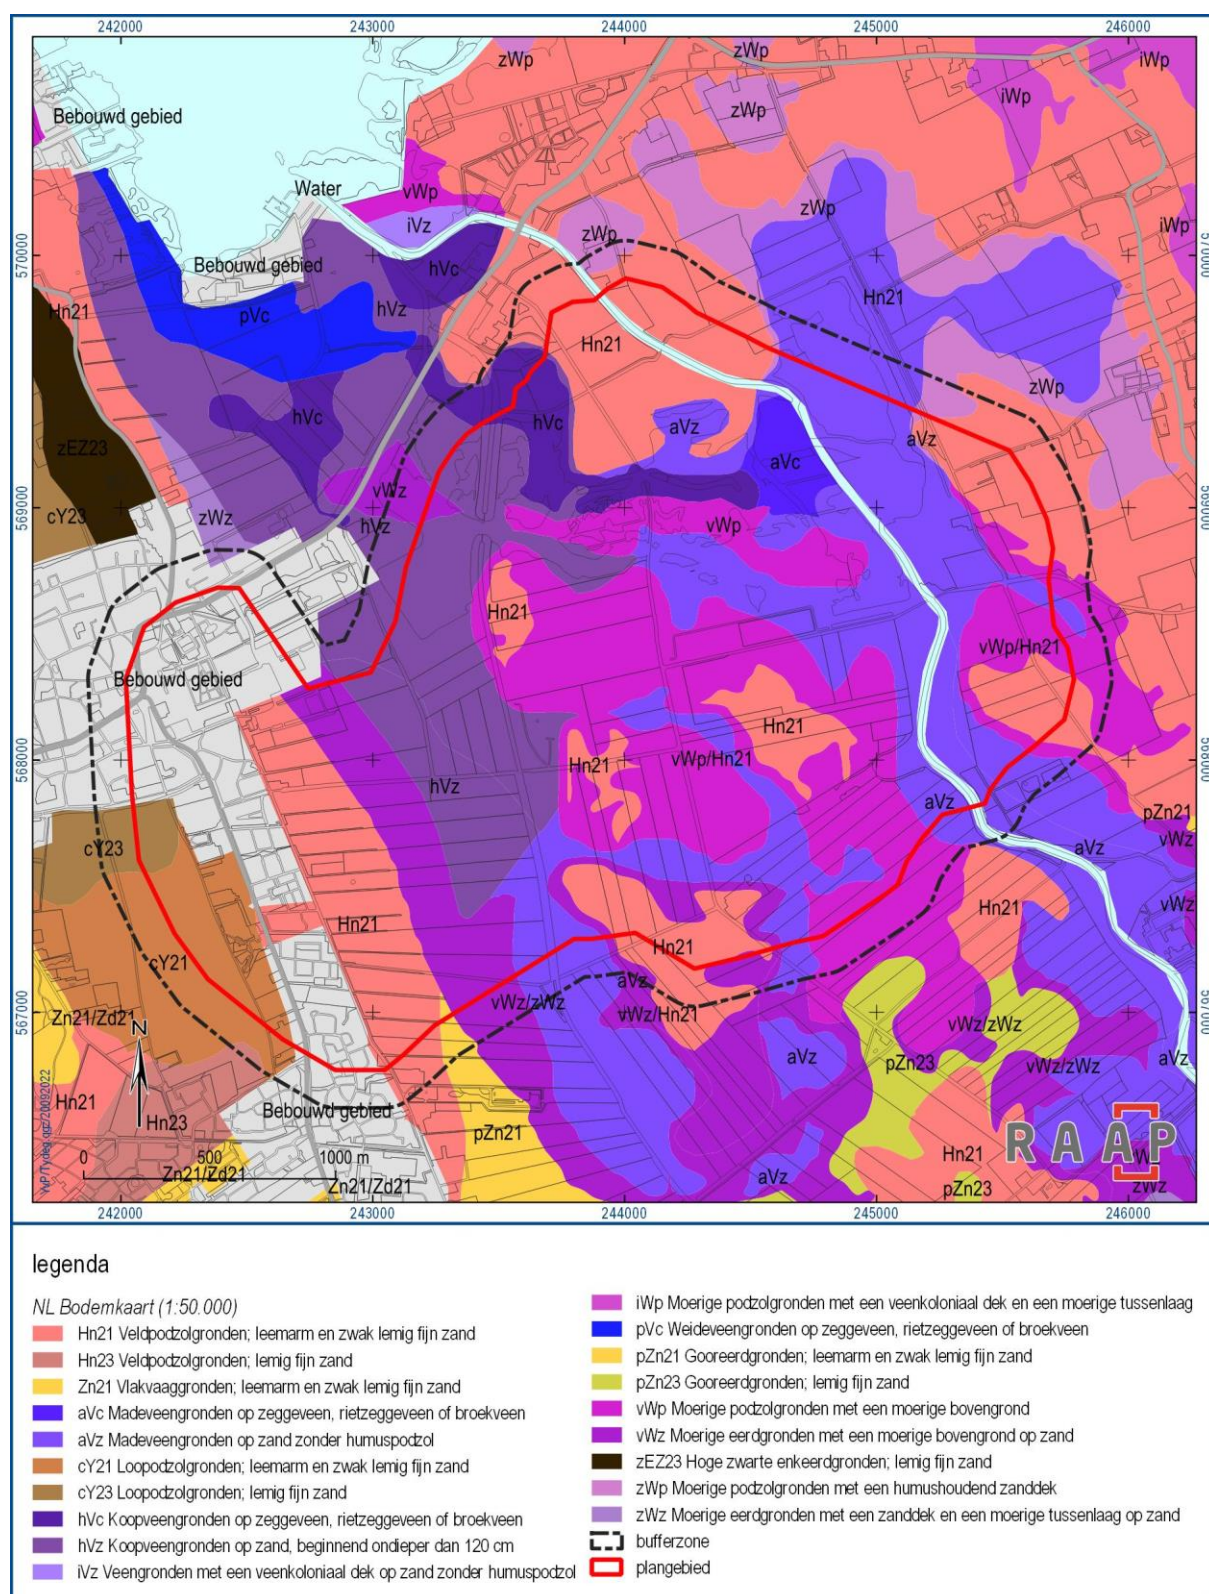 242000 243000 244000 245000 246000
zWp zWp iWp
Bebouwd gebied zWp iWp
Water vWp zWp
iVz zWp iWp
570000 Bebouwd gebied hVc 570000
Hn21 pVc hVz Hn21 Hn21
zWp
hVc hVc aVz aVz
zEZ23 aVc
569000 cY23 zWz vWz hVz vWp 569000
Hn21
Bebouwd gebied vWp/Hn21
Hn21
568000 Hn21 vWp/Hn21 568000
hVz aVz
pZn21
cY23 aVz vWz
Hn21 Hn21 vWz
cY21 Hn21
aVz
567000 Zn21/Zd21 vWz/zWz vWz/Hn21 vWz/zWz 567000
N
aVz pZn23 vWz/zWz aVz
Hn21 Bebouwd gebied
Hn23 pZn21
RAAP
0 500 1000 m Hn21
Zn21/Zd21 Zn21/Zd21 aVz pZn23 zWz
242000 243000 244000 245000 246000
legenda
NL Bodemkaart (1:50.000)
Hn21 Veldpodzolgronden; leemarm en zwak lemig fijn zand
Hn23 Veldpodzolgronden; lemig fijn zand
Zn21 Vlakvaaggronden; leemarm en zwak lemig fijn zand
aVc Madeveengronden op zeggeveen, rietzeggeveen of broekveen
aVz Madeveengronden op zand zonder humuspodzol
cY21 Loopodzolgronden; leemarm en zwak lemig fijn zand
cY23 Loopodzolgronden; lemig fijn zand
hVc Koopveengronden op zeggeveen, rietzeggeveen of broekveen
hVz Koopveengronden op zand, beginnend ondieper dan 120 cm
iVz Veengronden met een veenkoloniaal dek op zand zonder humuspodzol
iWp Moerige podzolgronden met een veenkoloniaal dek en een moerige tussenlaag
pVc Weideveengronden op zeggeveen, rietzeggeveen of broekveen
pZn21 Gooreerdgronden; leemarm en zwak lemig fijn zand
pZn23 Gooreerdgronden; lemig fijn zand
vWp Moerige podzolgronden met een moerige bovengrond
vWz Moerige eerdgronden met een moerige bovengrond op zand
zEZ23 Hoge zwarte enkeerdgronden; lemig fijn zand
zWp Moerige podzolgronden met een humushoudend zanddek
zWz Moerige eerdgronden met een zanddek en een moerige tussenlaag op zand
bufferzone
plangebied